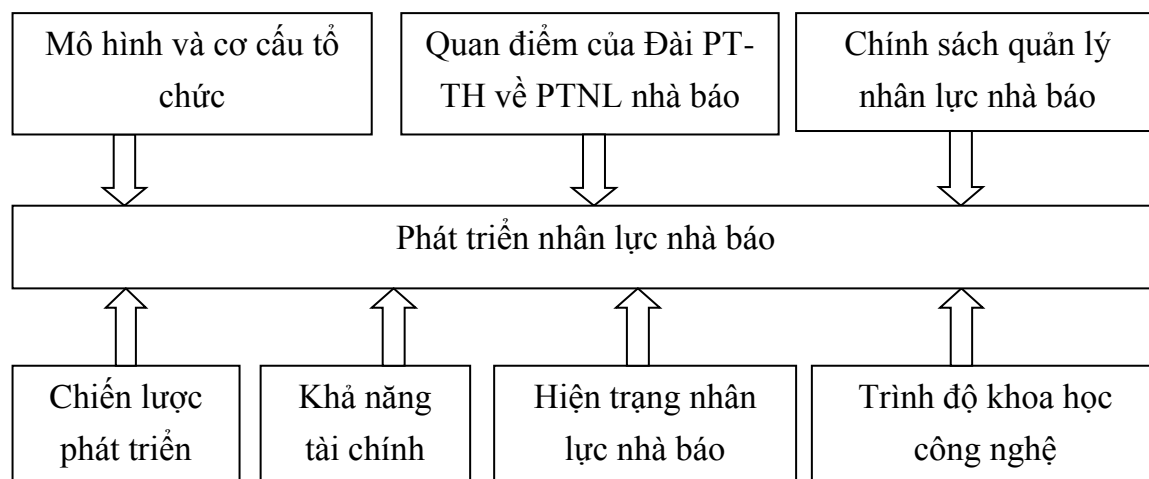 Mô hình và cơ cấu tổ
chức
Quan điểm của Đài PT-
TH về PTNL nhà báo
Chính sách quản lý
nhân lực nhà báo
Phát triển nhân lực nhà báo
Chiến lược
phát triển
Khả năng
tài chính
Hiện trạng nhân
lực nhà báo
Trình độ khoa học
công nghệ